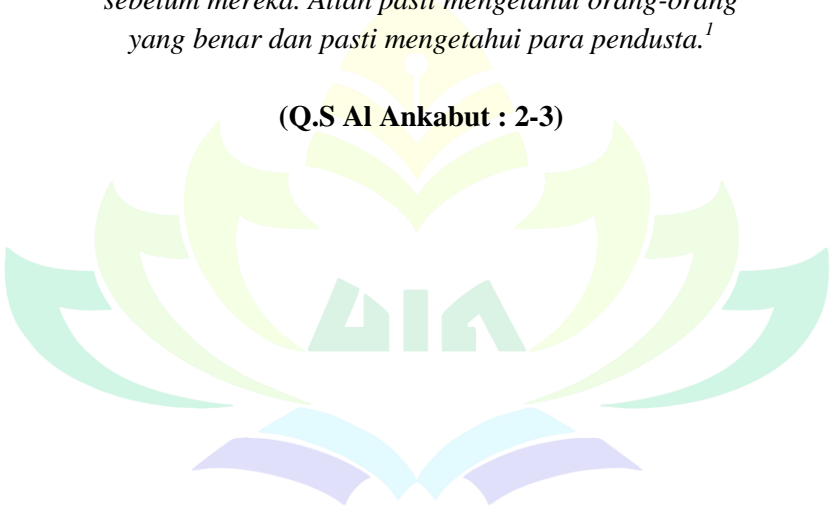 sebelum mereka. Allah pasti mengetahui orang-orang
yang benar dan pasti mengetahui para pendusta.1
(Q.S Al Ankabut : 2-3)
UIN